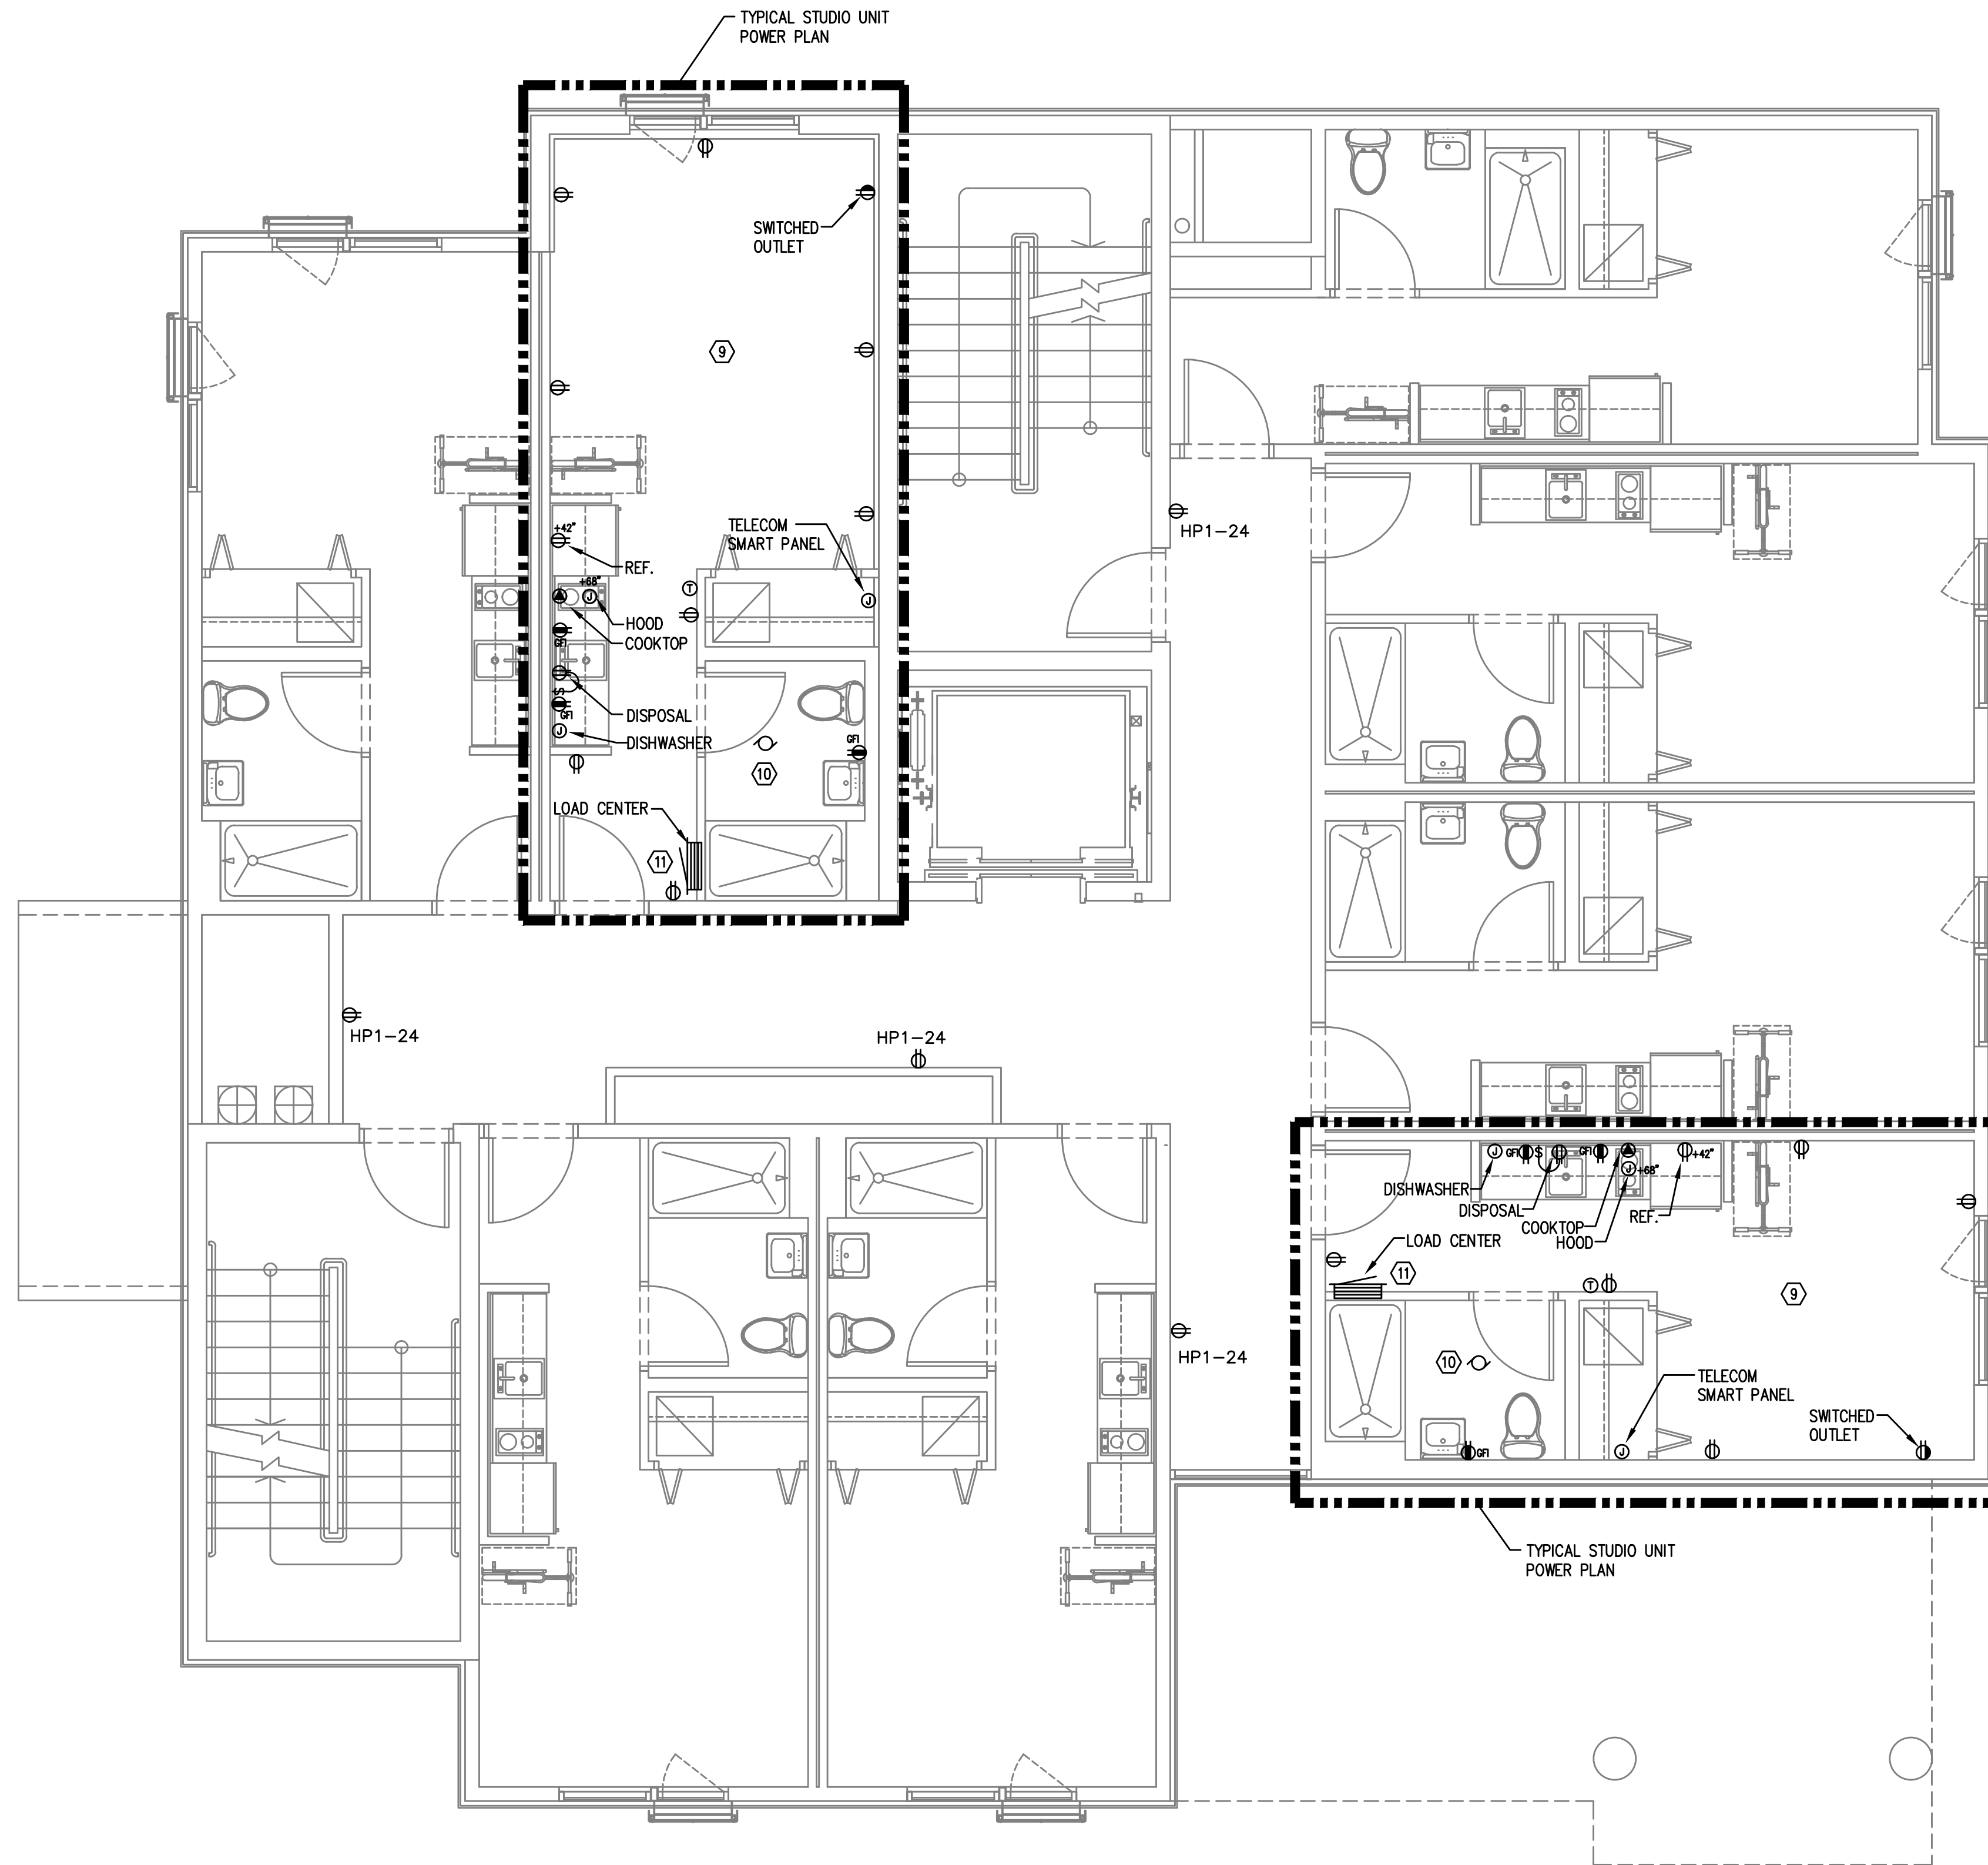 TYPICAL STUDIO UNIT
POWER PLAN
SWITCHED
OUTLET
9
TELECOM
SMART PANEL
+42"
REF.
HP1-24
T
J
+68"
J
HOOD
COOKTOP
GFI
$
GFI
DISPOSAL
J
DISHWASHER
GFI
10
LOAD CENTER
11
HP1-24
HP1-24
J
GFI
$
GFI
J
+68"
+42"
DISHWASHER
DISPOSAL
COOKTOP
HOOD
REF.
LOAD CENTER
11
T
9
HP1-24
10
TELECOM
SMART PANEL
SWITCHED
OUTLET
GFI
J
TYPICAL STUDIO UNIT
POWER PLAN